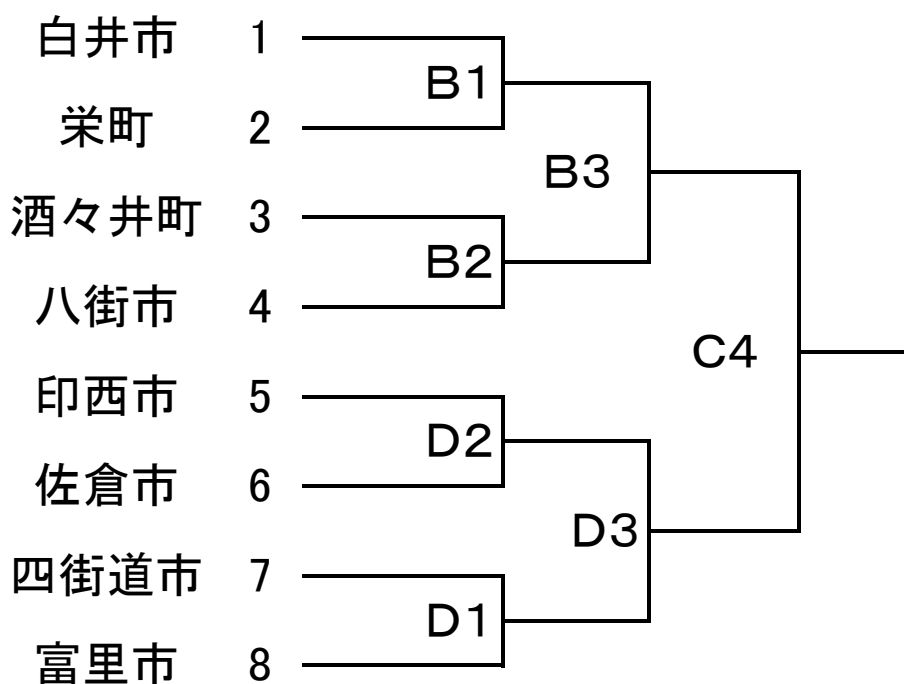 白井市 1
B1
栄町 2
B3
酒々井町 3
B2
八街市 4
C4
印西市 5
D2
佐倉市 6
D3
四街道市 7
D1
富里市 8